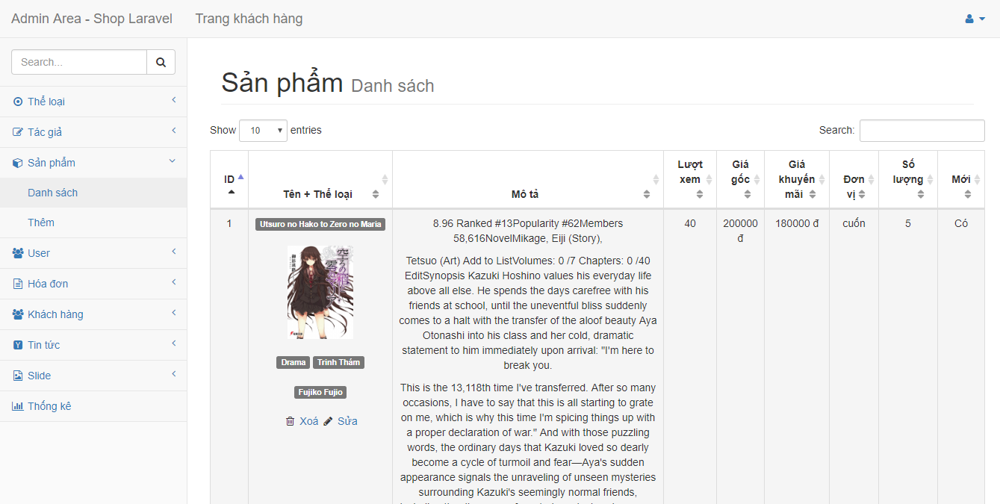 Admin Area - Shop Laravel
Trang khách hàng
Search...
Thể loại
Tác giả
Sản phẩm
Danh sách
Thêm
User
Hóa đơn
Khách hàng
Tin tức
Slide
Thống kê
Sản phẩm Danh sách
Show 10 entries
Search:
ID
Tên + Thể loại
Mô tả
Lượt
xem
Giá
gốc
Giá
khuyến
mãi
Đơn
vị
Số
lượng
Mới
1
Utsuro no Hako to Zero no Maria
Drama Trinh Thám
Fujiko Fujio
Xoá Sửa
8.96 Ranked #13Popularity #62Members
58,616NovelMikage, Eiji (Story),
Tetsuo (Art) Add to ListVolumes: 0 /7 Chapters: 0 /40
EditSynopsis Kazuki Hoshino values his everyday life
above all else. He spends the days carefree with his
friends at school, until the uneventful bliss suddenly
comes to a halt with the transfer of the aloof beauty Aya
Otonashi into his class and her cold, dramatic
statement to him immediately upon arrival: "I'm here to
break you.
This is the 13,118th time I've transferred. After so many
occasions, I have to say that this is all starting to grate
on me, which is why this time I'm spicing things up with
a proper declaration of war." And with those puzzling
words, the ordinary days that Kazuki loved so dearly
become a cycle of turmoil and fear—Aya's sudden
appearance signals the unraveling of unseen mysteries
surrounding Kazuki's seemingly normal friends,
40
200000
đ
180000 đ
cuốn
5
Có